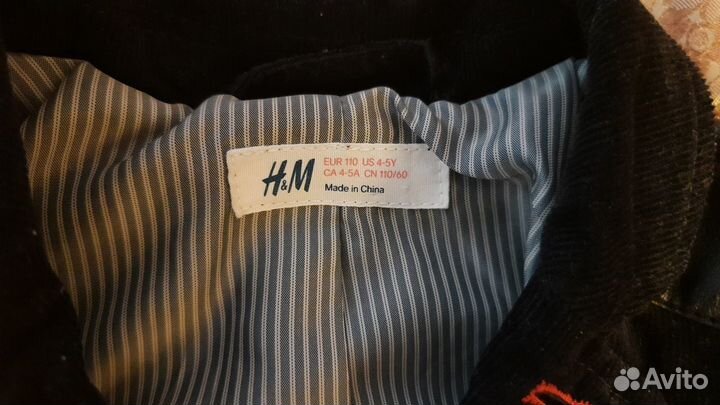 H&M
EUR 110 US 4-5Y
CA 4-5A CN 110/60
Made in China
Avito